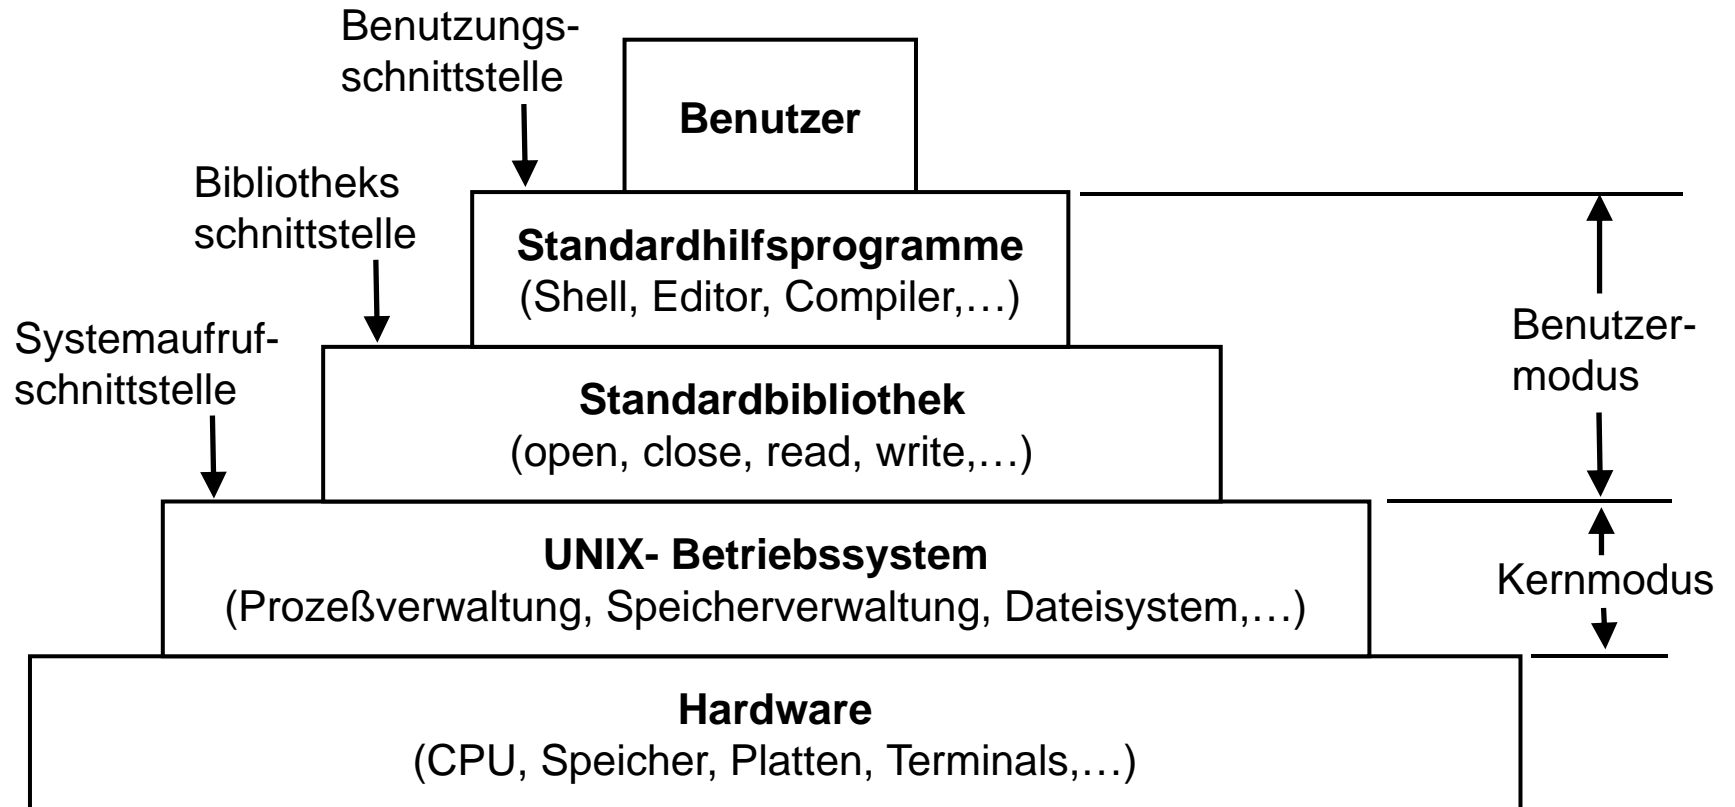 Benutzungs-
schnittstelle
Benutzer
Bibliotheks
schnittstelle
Standardhilfsprogramme
(Shell, Editor, Compiler,…)
Systemaufruf-
schnittstelle
Benutzer-
modus
Standardbibliothek
(open, close, read, write,…)
UNIX- Betriebssystem
(Prozeßverwaltung, Speicherverwaltung, Dateisystem,…)
Kernmodus
Hardware
(CPU, Speicher, Platten, Terminals,…)